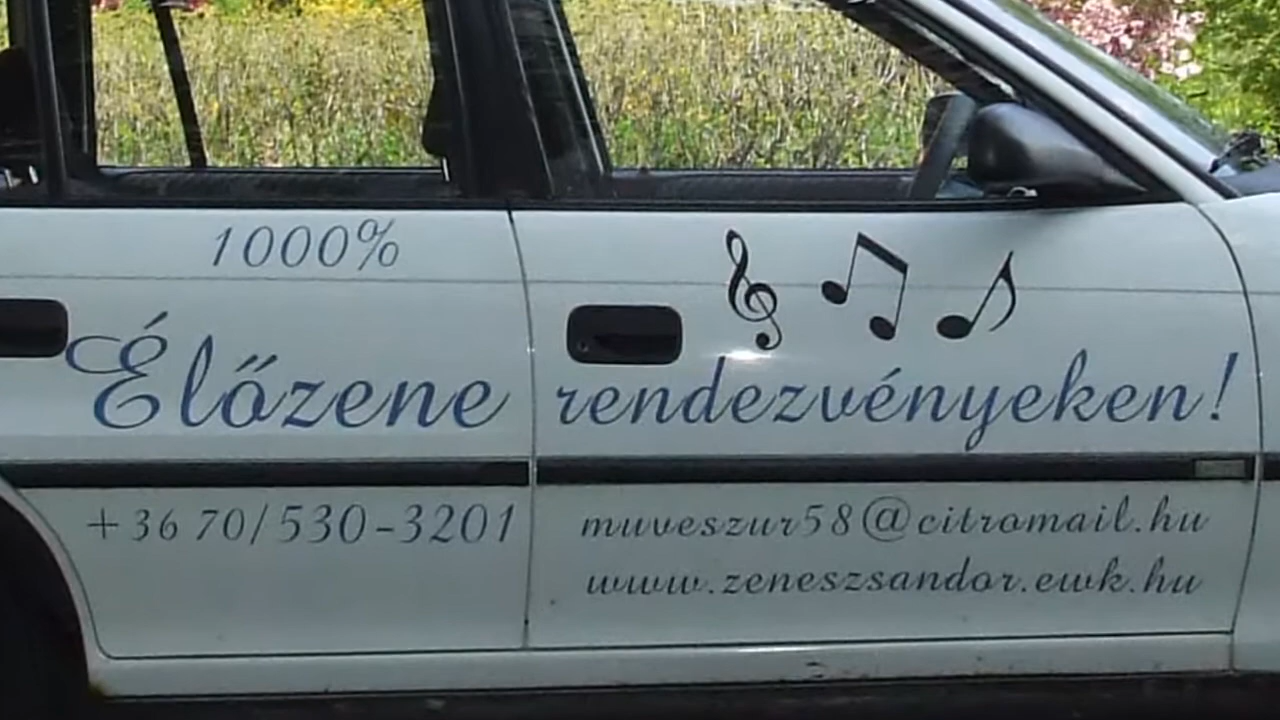 1000%
Élőzene rendezvényeken!
+36 70/530-3201
muveszur58@citromail.hu
www.zeneszsandor.ewk.hu